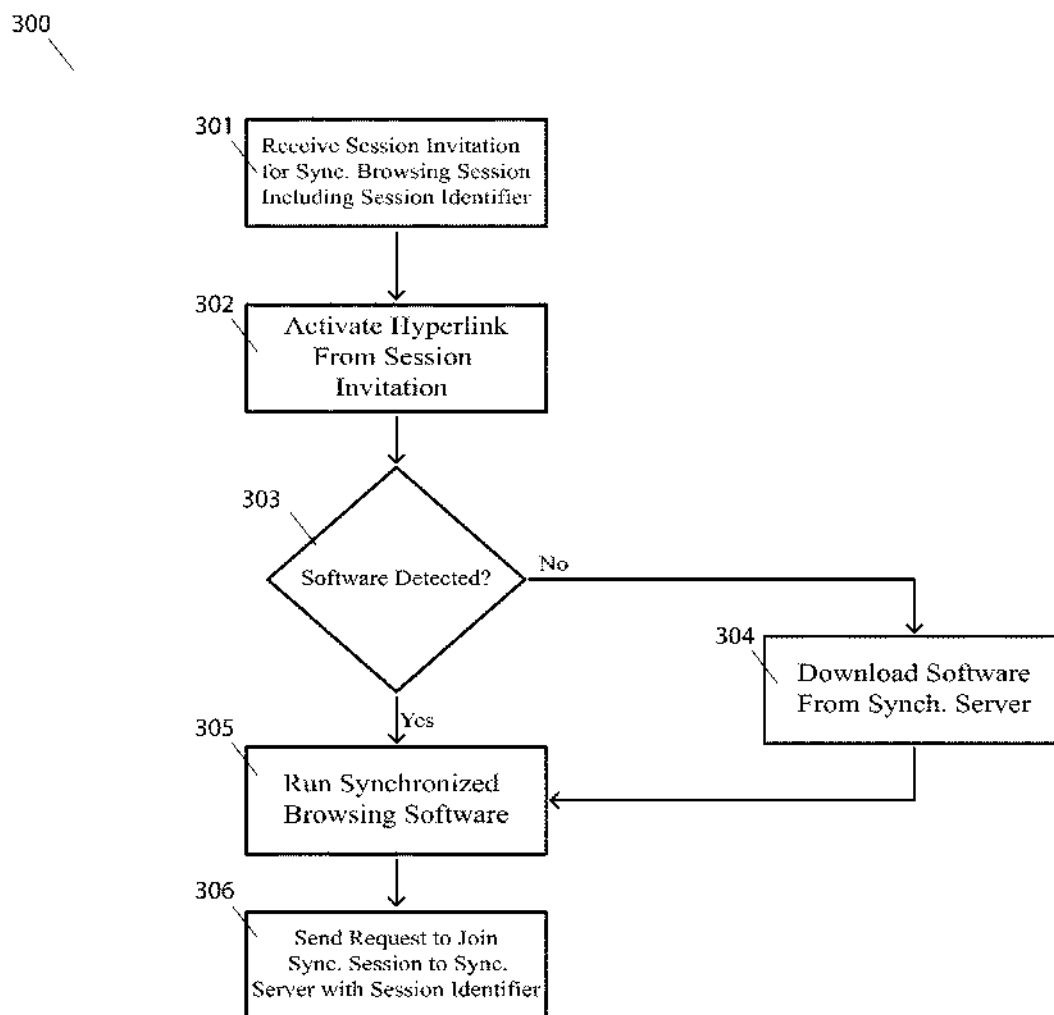 300
301
Receive Session Invitation
for Sync. Browsing Session
Including Session Identifier
302
Activate Hyperlink
From Session
Invitation
303
Software Detected?
No
304
Download Software
From Synch. Server
Yes
305
Run Synchronized
Browsing Software
306
Send Request to Join
Sync. Session to Sync.
Server with Session Identifier